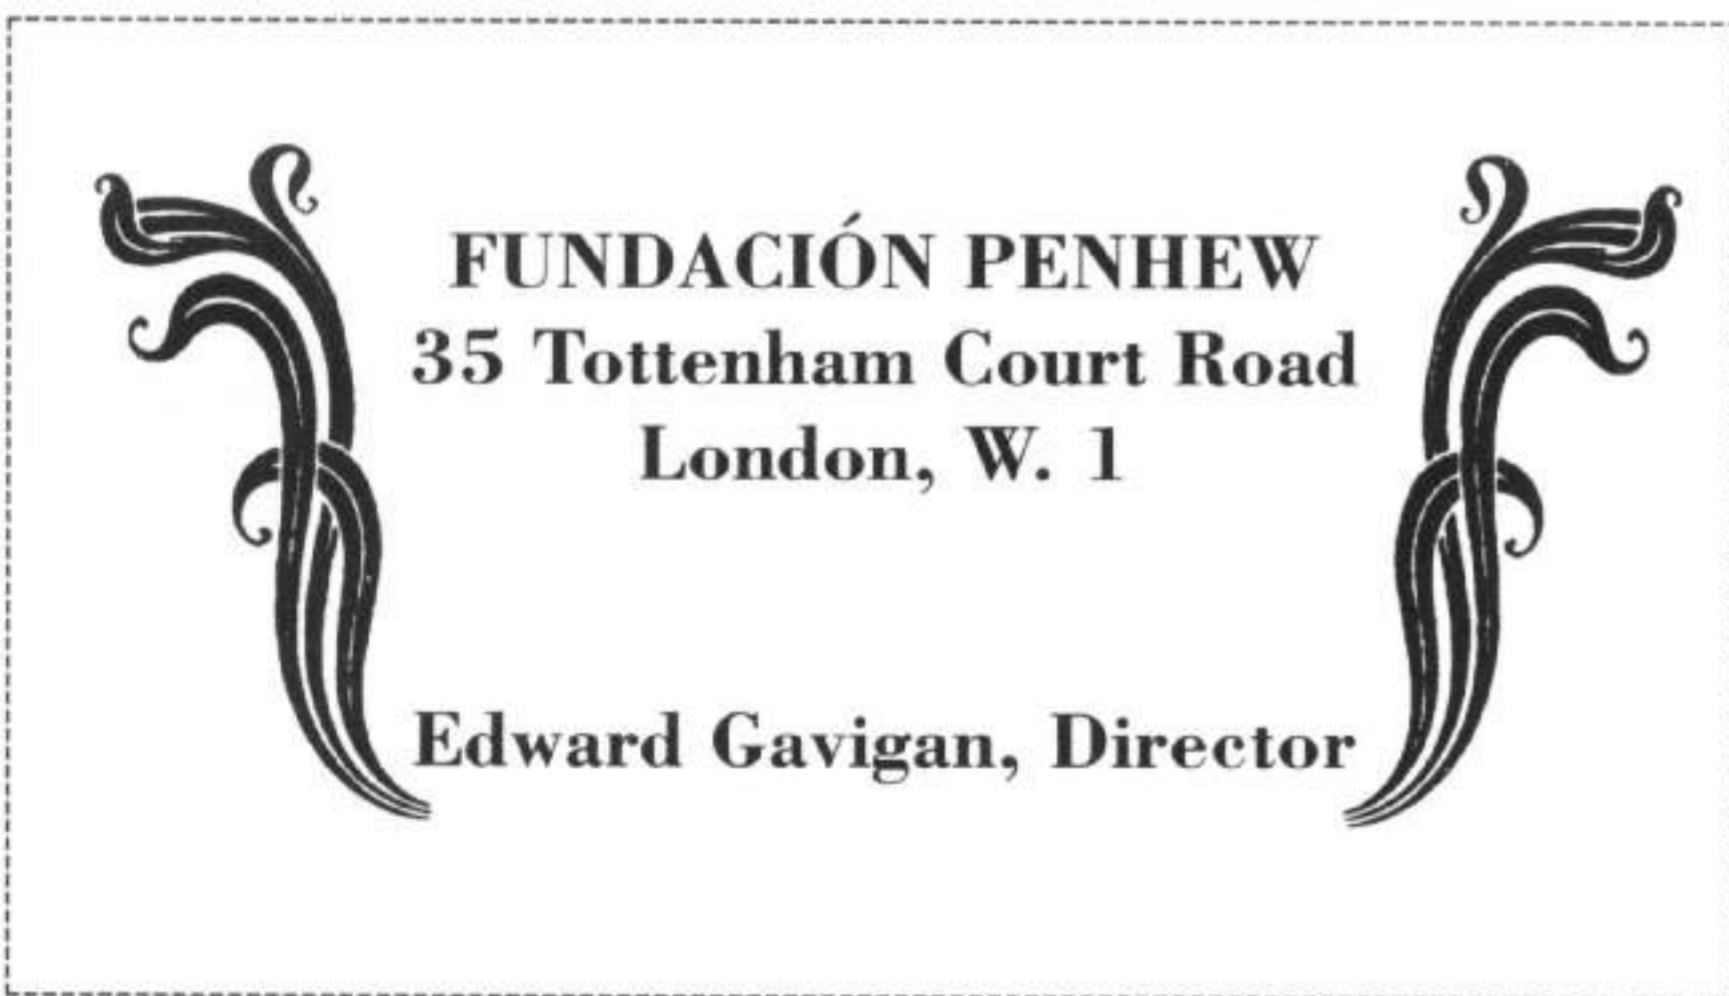 FUNDACIÓN PENHEW
35 Tottenham Court Road
London, W. 1
Edward Gavigan, Director